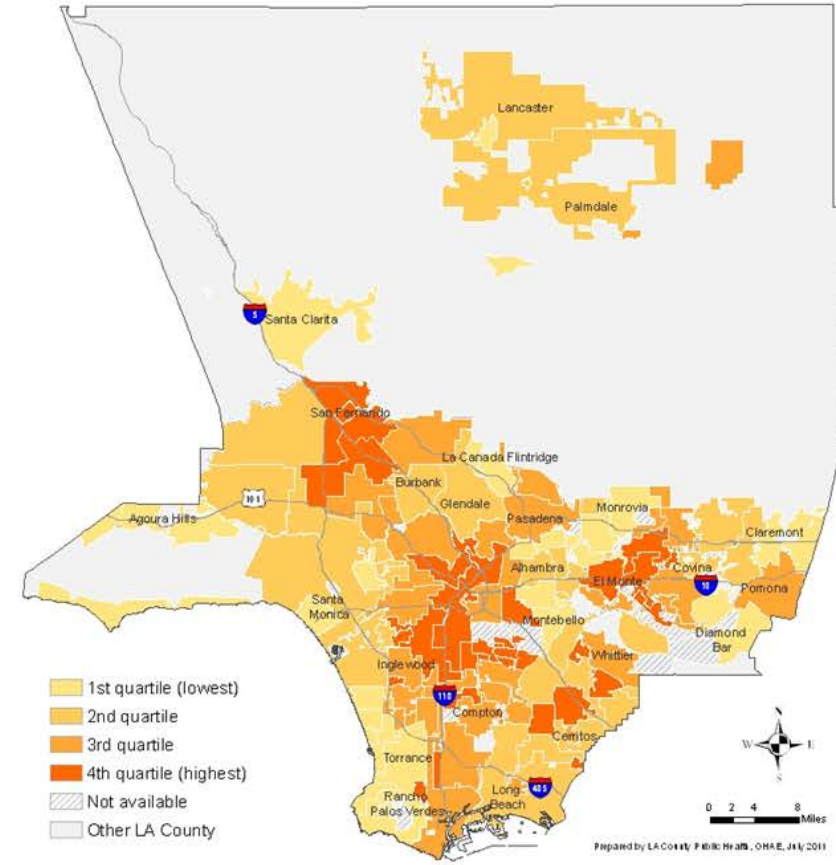 Lancaster
Palmdale
5
Santa Clarita
San Fernando
La Canada Flintridge
Burbank
101
Glendale
Monrovia
Agoura Hills
Pasadena
Claremont
Alhambra
Covina
El Monte
10
Pomona
Santa
Monica
Montebello
Diamond
Bar
Whittier
Inglewood
110
Compton
Cerritos
Torrance
405
Long
Beach
Rancho
Palos Verdes
1st quartile (lowest)
2nd quartile
3rd quartile
4th quartile (highest)
Not available
Other LA County
N
W E
S
0 2 4 8
Miles
Prepared by LA County Public Health, OHAE, July 2011